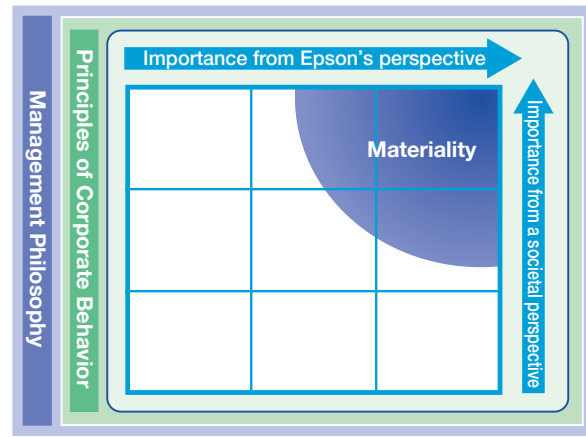 Management Philosophy
Principles of Corporate Behavior
Importance from Epson's perspective
Materiality
Importance from a societal perspective